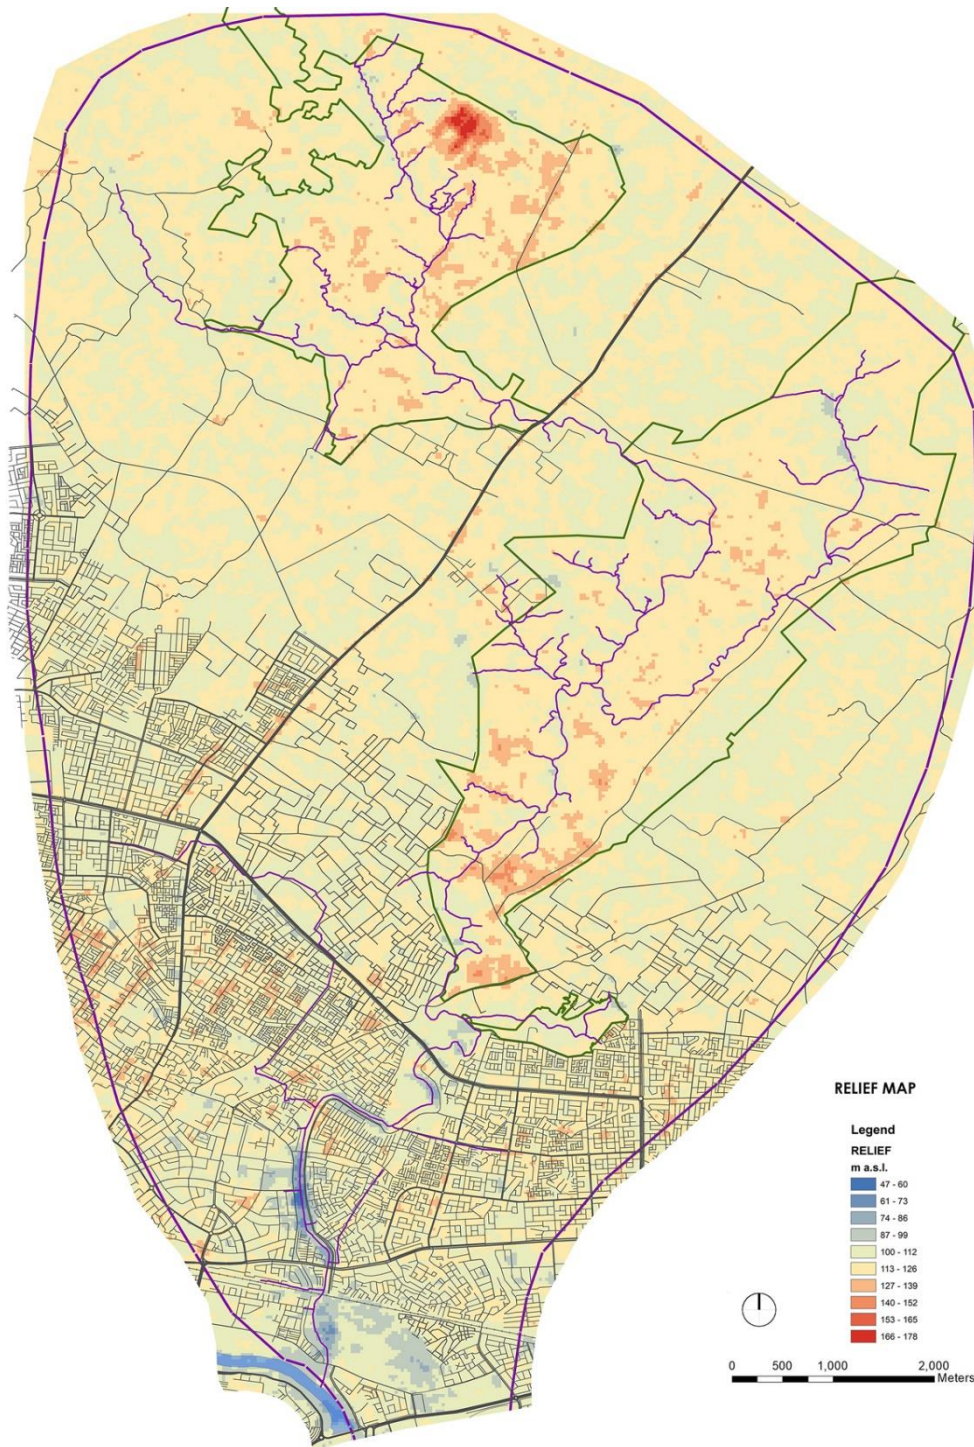 RELIEF MAP
Legend
RELIEF
m a.s.l.
47 - 60
61 - 73
74 - 86
87 - 99
100 - 112
113 - 126
127 - 139
140 - 152
153 - 165
166 - 178
0 500 1,000 2,000
Meters